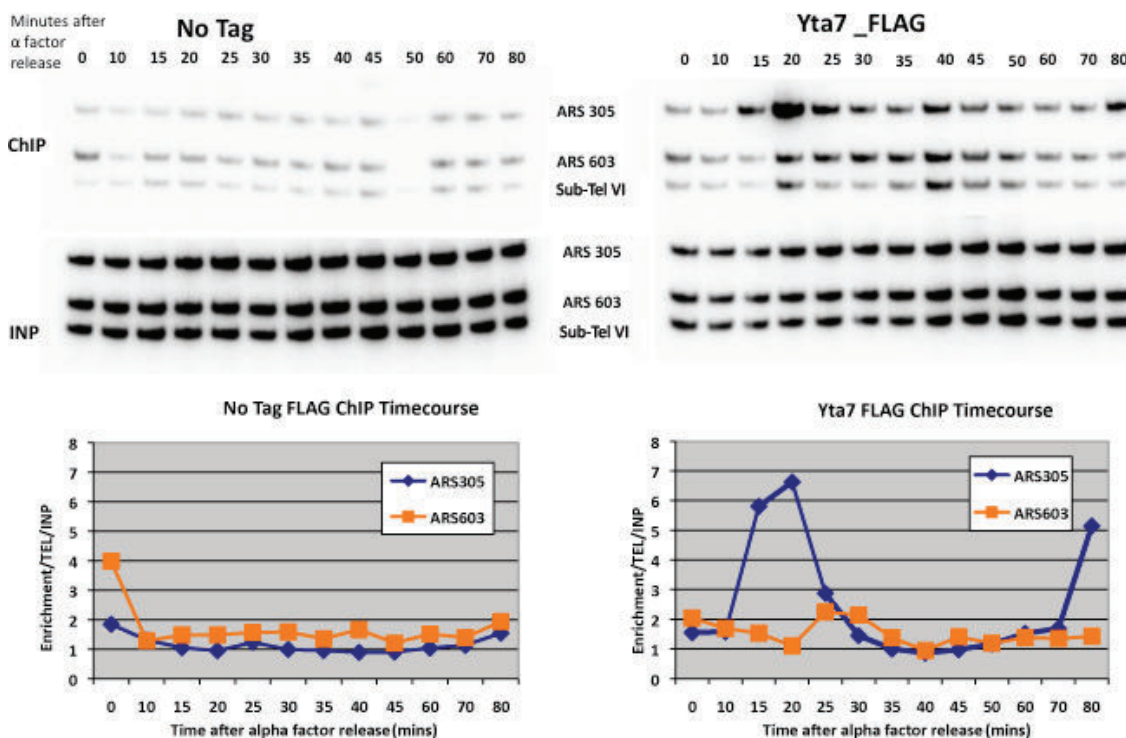 Minutes after
α factor
release
No Tag
0 10 15 20 25 30 35 40 45 50 60 70 80
Yta7 _FLAG
0 10 15 20 25 30 35 40 45 50 60 70 80
ChIP
ARS 305
ARS 603
Sub-Tel VI
INP
ARS 305
ARS 603
Sub-Tel VI
No Tag FLAG ChIP Timecourse
Enrichment/TEL/INP
8
7
6
5
4
3
2
1
0
ARS305
ARS603
0 10 15 20 25 30 35 40 45 50 60 70 80
Time after alpha factor release(mins)
Yta7 FLAG ChIP Timecourse
Enrichment/TEL/INP
8
7
6
5
4
3
2
1
0
ARS305
ARS603
0 10 15 20 25 30 35 40 45 50 60 70 80
Time after alpha factor release(mins)